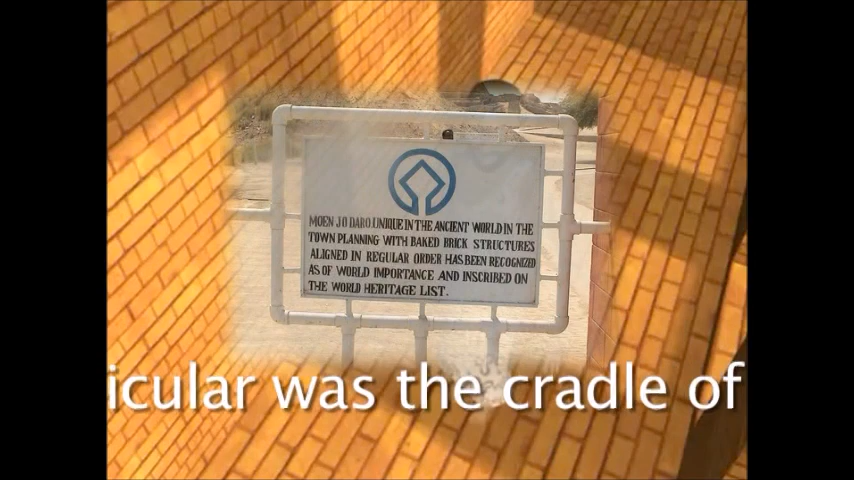 MOEN JO DARO.UNIQUE IN THE ANCIENT WORLD IN THE
TOWN PLANNING WITH BAKED BRICK STRUCTURES
ALIGNED IN REGULAR ORDER HAS BEEN RECOGNIZED
AS OF WORLD IMPORTANCE AND INSCRIBED ON
THE WORLD HERITAGE LIST.
icular was the cradle of